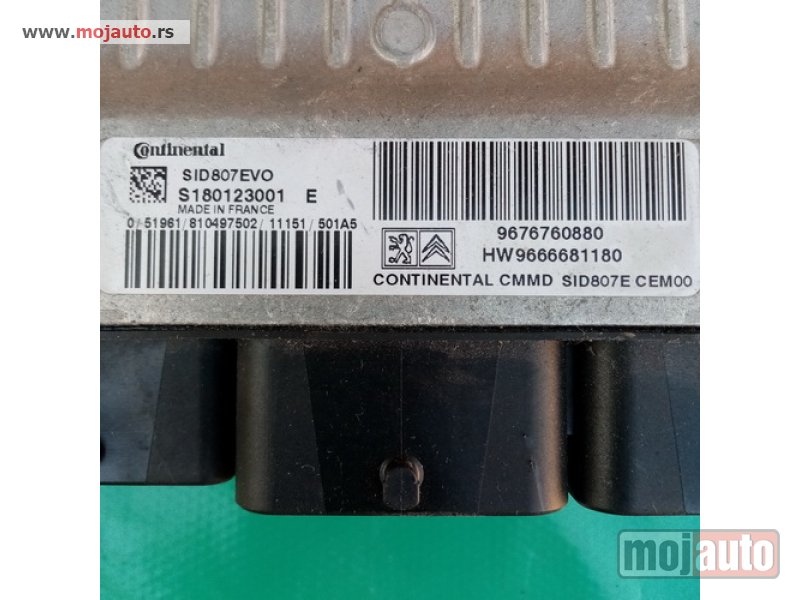 www.mojauto.rs
Continental
SID807EVO
S180123001 E
MADE IN FRANCE
0/51961/810497502/11151/501A5
9676760880
HW9666681180
CONTINENTAL CMMD SID807E CEM00
mojauto